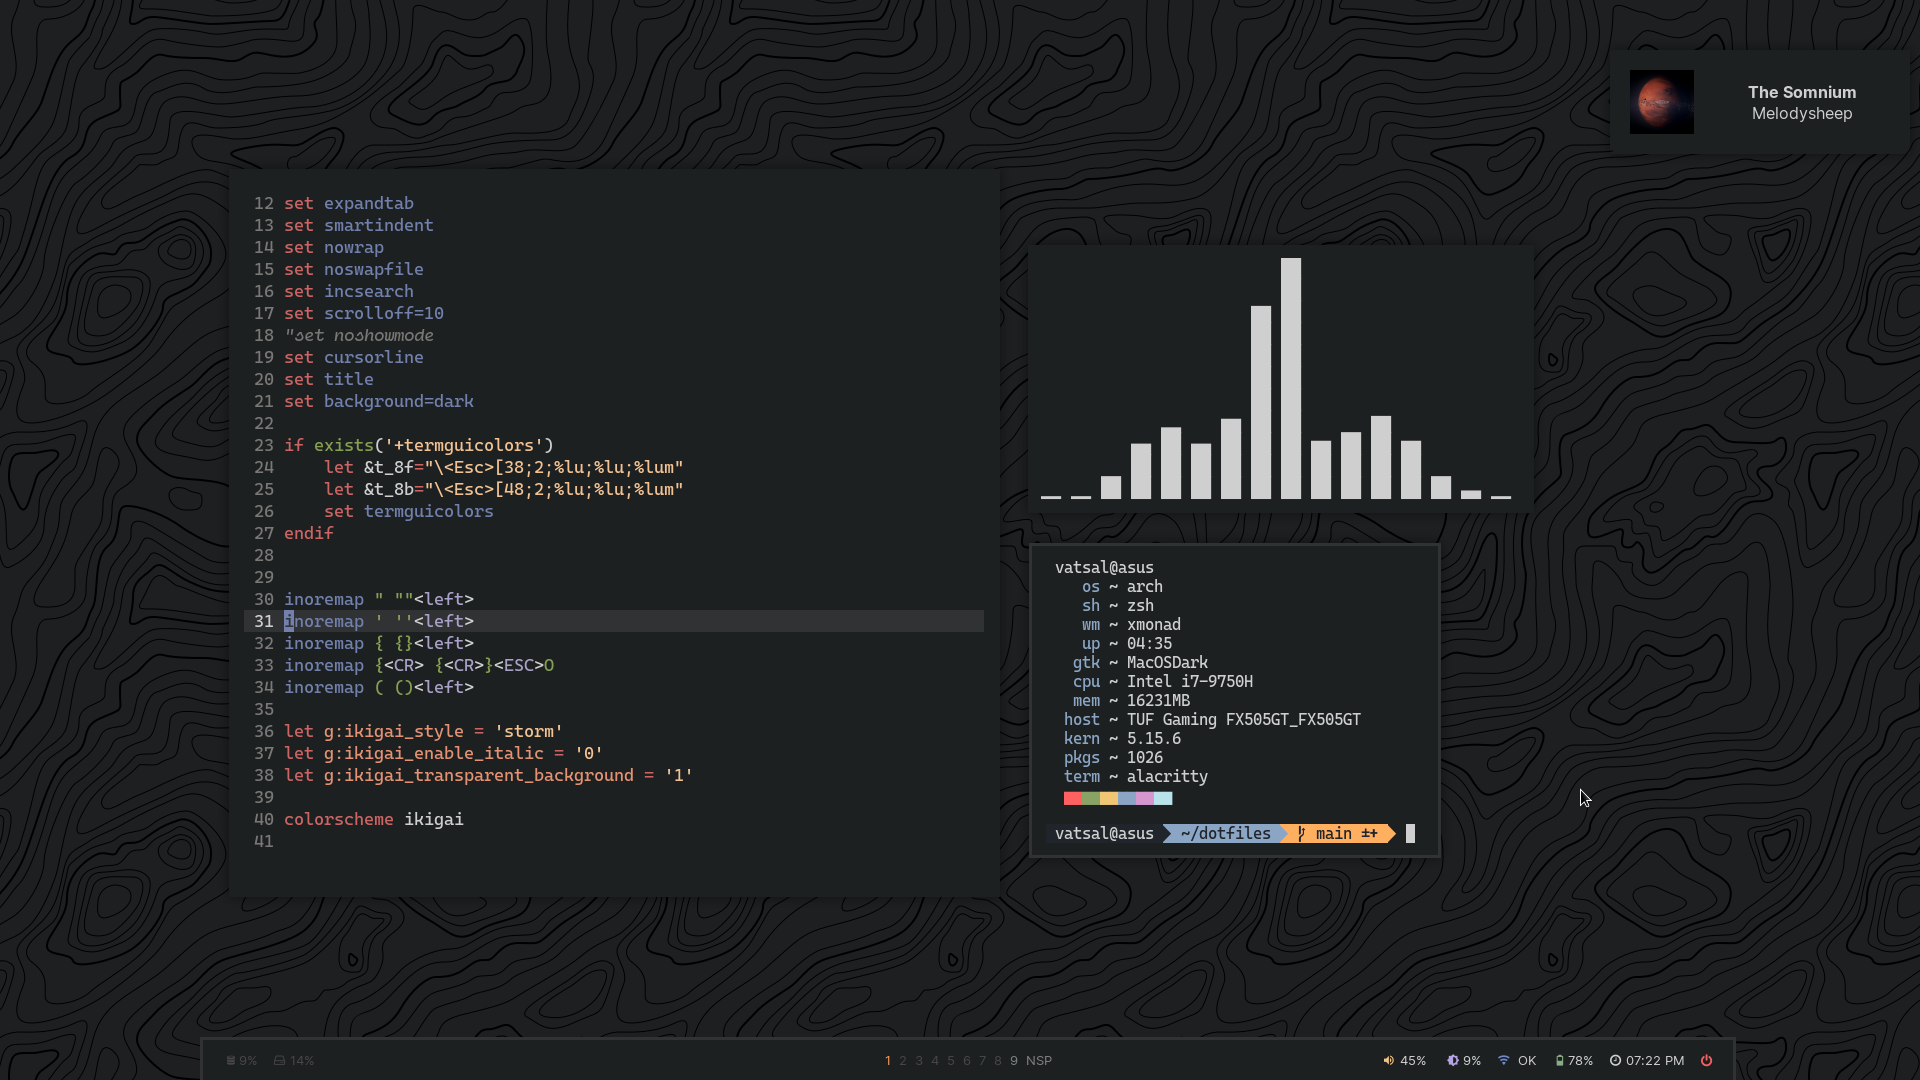 The Somnium
Melodysheep
12 set expandtab
13 set smartindent
14 set nowrap
15 set noswapfile
16 set incsearch
17 set scrolloff=10
18 "set noshowmode
19 set cursorline
20 set title
21 set background=dark
22
23 if exists('+termguicolors')
24     let &t_8f="\<Esc>[38;2;%lu;%lu;%lum"
25     let &t_8b="\<Esc>[48;2;%lu;%lu;%lum"
26     set termguicolors
27 endif
28
29
30 inoremap " ""<left>
31 inoremap ' ''<left>
32 inoremap { {}<left>
33 inoremap {<CR> {<CR>}<ESC>O
34 inoremap ( ()<left>
35
36 let g:ikigai_style = 'storm'
37 let g:ikigai_enable_italic = '0'
38 let g:ikigai_transparent_background = '1'
39
40 colorscheme ikigai
41
vatsal@asus
os ~ arch
sh ~ zsh
wm ~ xmonad
up ~ 04:35
gtk ~ MacOSDark
cpu ~ Intel i7-9750H
mem ~ 16231MB
host ~ TUF Gaming FX505GT_FX505GT
kern ~ 5.15.6
pkgs ~ 1026
term ~ alacritty
vatsal@asus ~/dotfiles main ±+
9% 14% 1 2 3 4 5 6 7 8 9 NSP 45% 9% OK 78% 07:22 PM